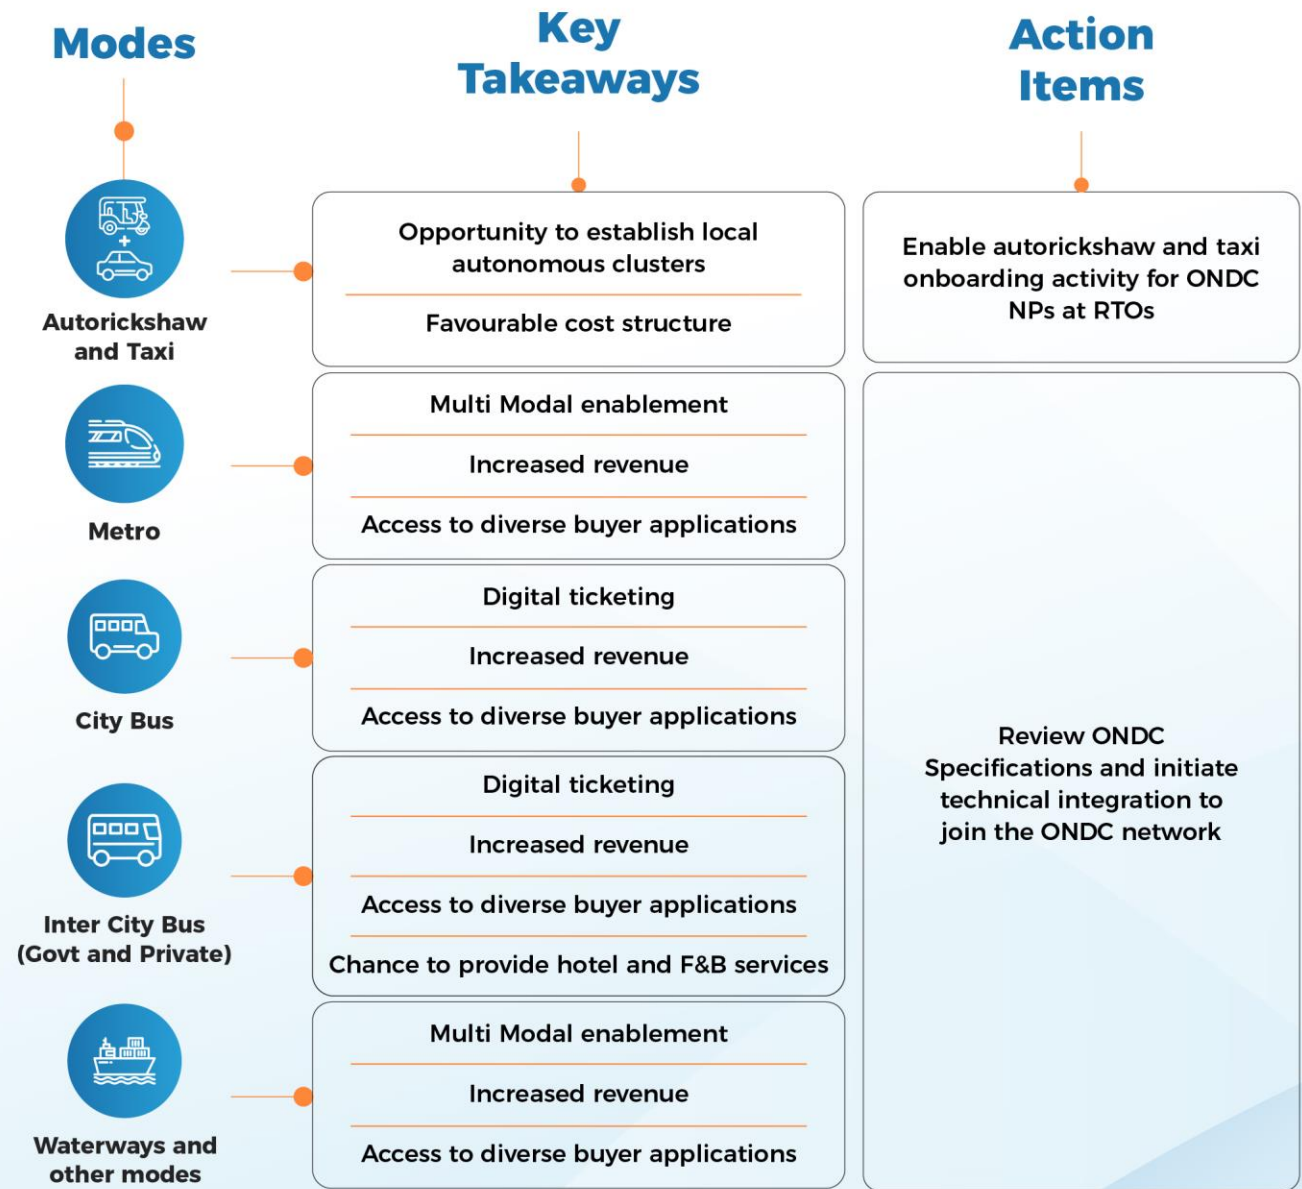 Modes
Key
Takeaways
Action
Items
Autorickshaw
and Taxi
Opportunity to establish local
autonomous clusters
Favourable cost structure
Enable autorickshaw and taxi
onboarding activity for ONDC
NPs at RTOs
Metro
Multi Modal enablement
Increased revenue
Access to diverse buyer applications
City Bus
Digital ticketing
Increased revenue
Access to diverse buyer applications
Inter City Bus
(Govt and Private)
Digital ticketing
Increased revenue
Access to diverse buyer applications
Chance to provide hotel and F&B services
Waterways and
other modes
Multi Modal enablement
Increased revenue
Access to diverse buyer applications
Review ONDC
Specifications and initiate
technical integration to
join the ONDC network